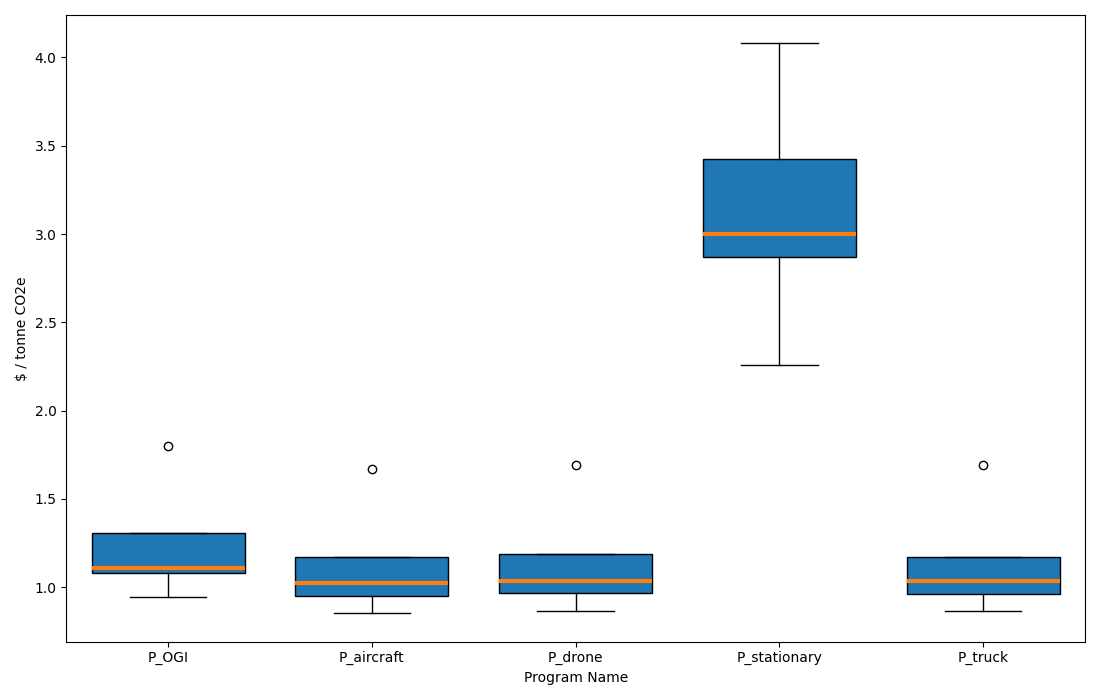 $ / tonne CO2e
4.0
3.5
3.0
2.5
2.0
1.5
1.0
P_OGI P_aircraft P_drone P_stationary P_truck
Program Name